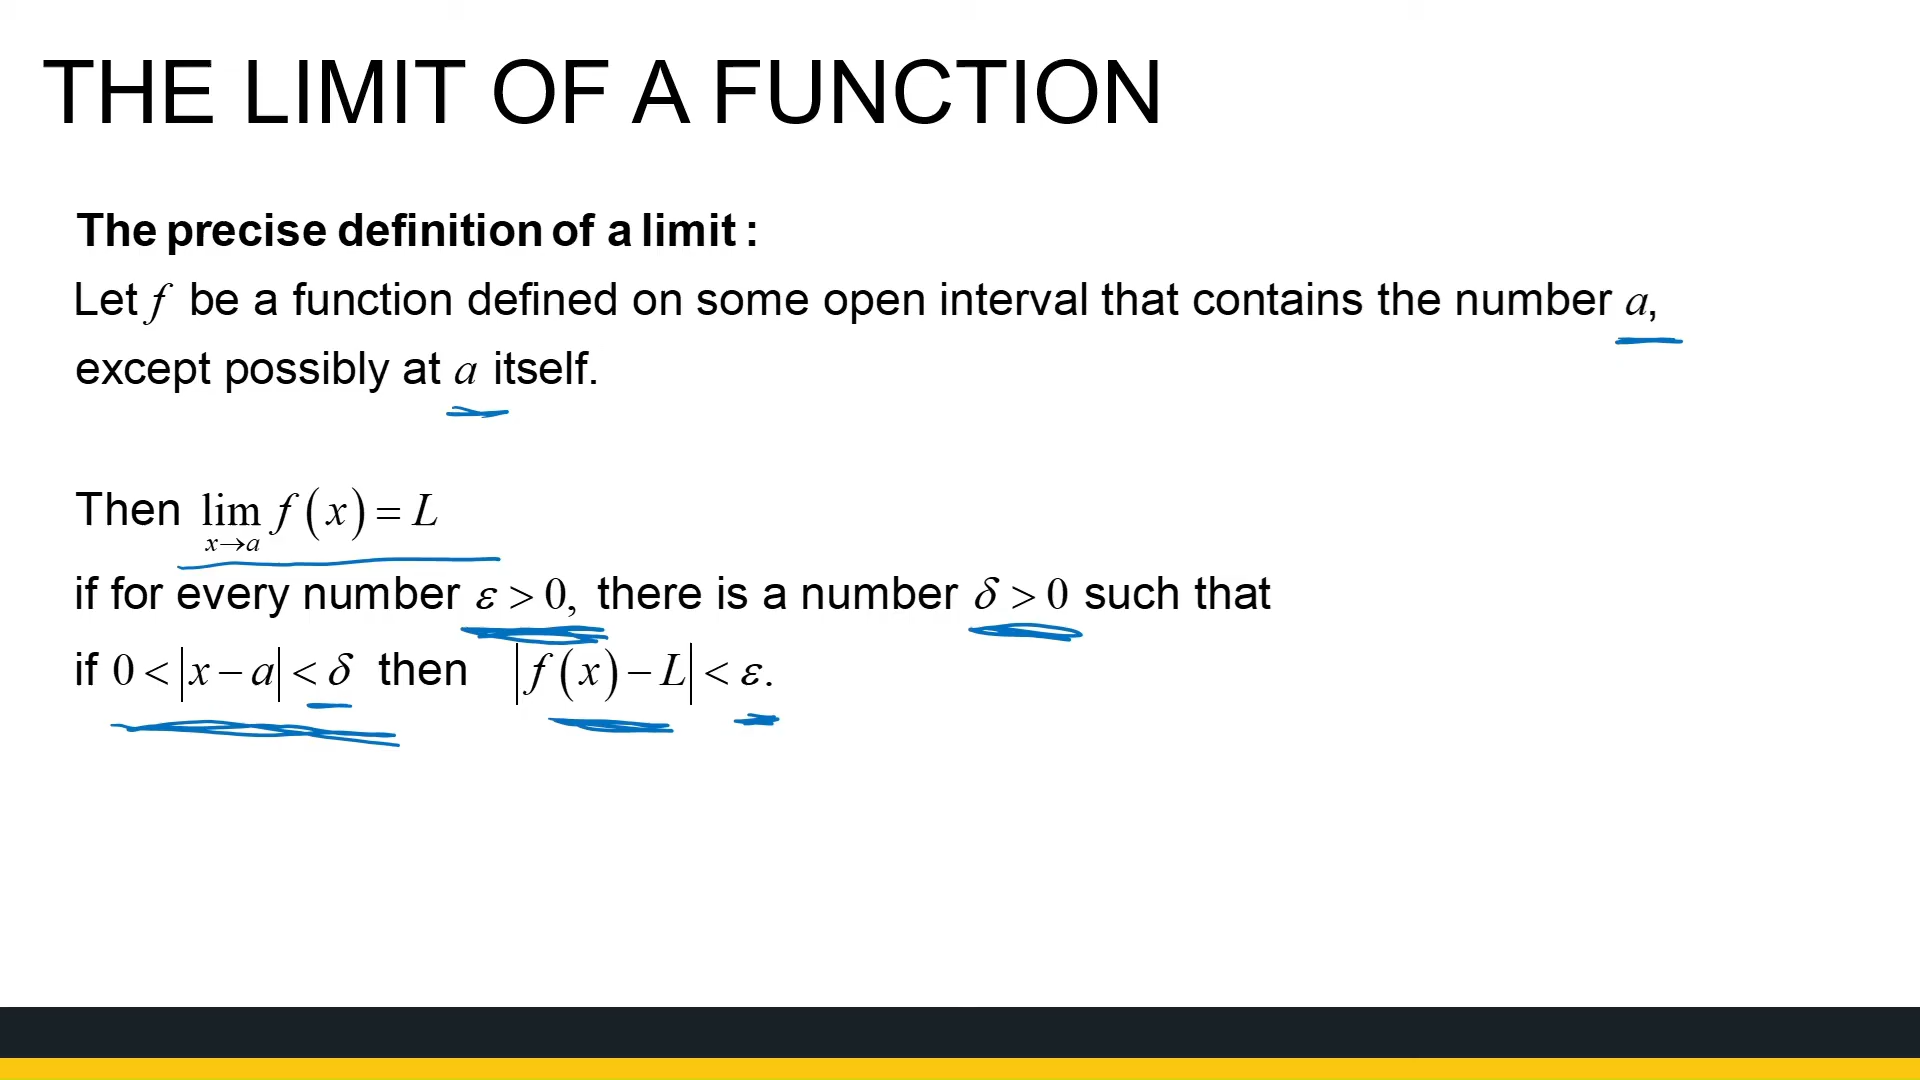 THE LIMIT OF A FUNCTION
The precise definition of a limit :
Let f be a function defined on some open interval that contains the number a,
except possibly at a itself.
Then lim f(x) = L
x→a
if for every number ε > 0, there is a number δ > 0 such that
if 0 < |x − a| < δ then |f(x) − L| < ε.